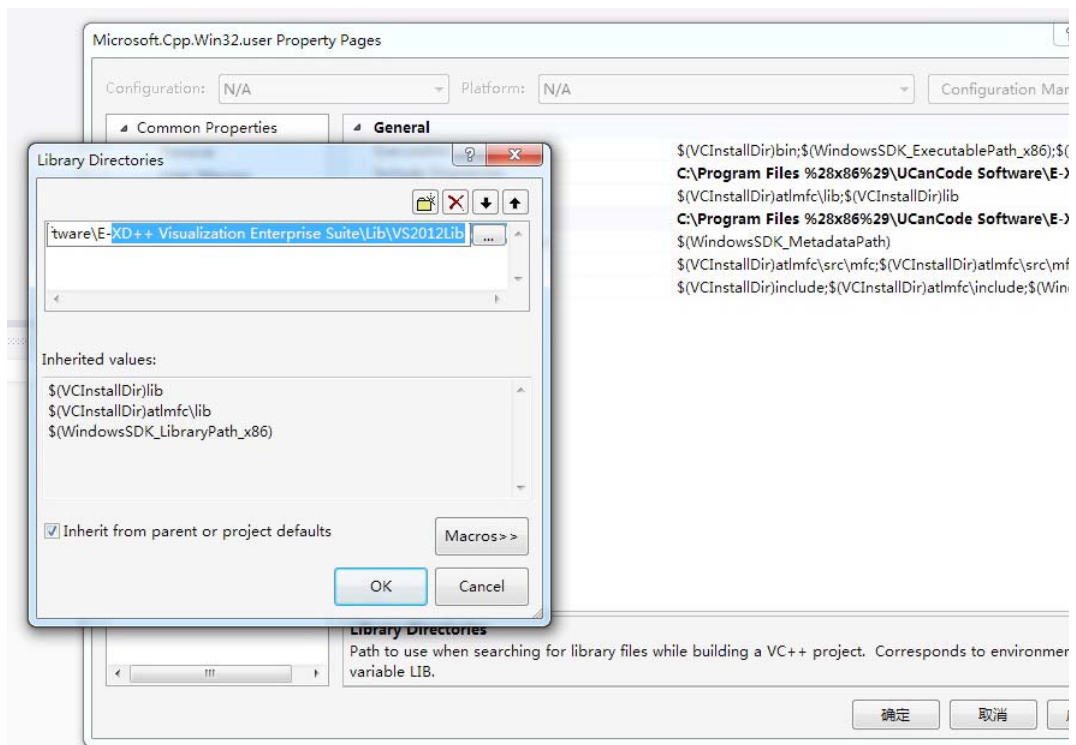 Microsoft.Cpp.Win32.user Property Pages
Configuration: N/A Platform: N/A Configuration Mar
Common Properties
General
$(VCInstallDir)bin;$(WindowsSDK_ExecutablePath_x86);$(
C:\Program Files %28x86%29\UCanCode Software\E-X
$(VCInstallDir)atlmfc\lib;$(VCInstallDir)lib
C:\Program Files %28x86%29\UCanCode Software\E-X
$(WindowsSDK_MetadataPath)
$(VCInstallDir)atlmfc\src\mfc;$(VCInstallDir)atlmfc\src\mf
$(VCInstallDir)include;$(VCInstallDir)atlmfc\include;$(Win
Library Directories
tware\E-XD++ Visualization Enterprise Suite\Lib\VS2012Lib ...
Inherited values:
$(VCInstallDir)lib
$(VCInstallDir)atlmfc\lib
$(WindowsSDK_LibraryPath_x86)
Inherit from parent or project defaults
Macros>>
OK Cancel
Library Directories
Path to use when searching for library files while building a VC++ project. Corresponds to environmen
variable LIB.
确定 取消